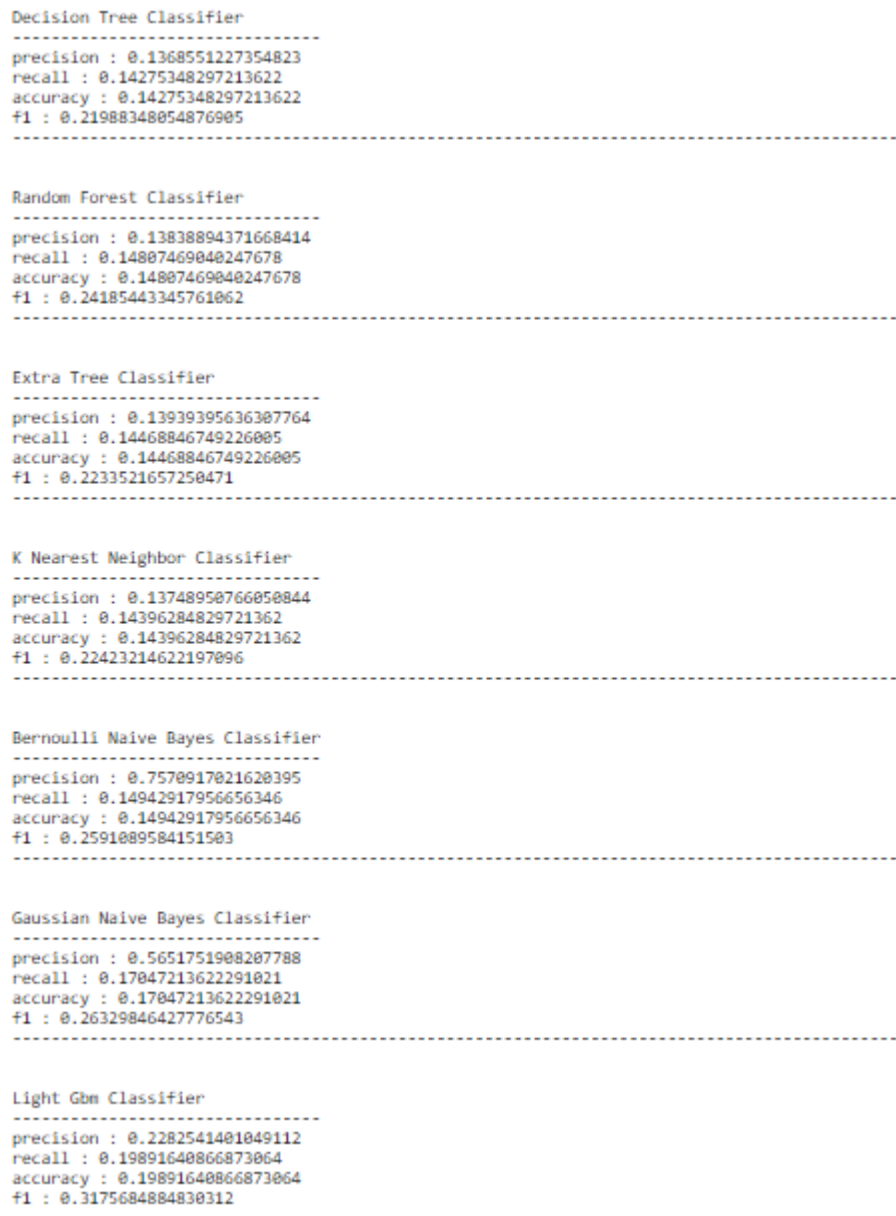 Decision Tree Classifier
--------------------------------
precision : 0.1368551227354823
recall : 0.14275348297213622
accuracy : 0.14275348297213622
f1 : 0.21988348054876905
--------------------------------------------------------------------------------------------
Random Forest Classifier
--------------------------------
precision : 0.13838894371668414
recall : 0.14807469040247678
accuracy : 0.14807469040247678
f1 : 0.24185443345761062
--------------------------------------------------------------------------------------------
Extra Tree Classifier
--------------------------------
precision : 0.13939395636307764
recall : 0.14468846749226005
accuracy : 0.14468846749226005
f1 : 0.2233521657250471
--------------------------------------------------------------------------------------------
K Nearest Neighbor Classifier
--------------------------------
precision : 0.13748950766050844
recall : 0.14396284829721362
accuracy : 0.14396284829721362
f1 : 0.22423214622197096
--------------------------------------------------------------------------------------------
Bernoulli Naive Bayes Classifier
--------------------------------
precision : 0.7570917021620395
recall : 0.14942917956656346
accuracy : 0.14942917956656346
f1 : 0.2591089584151503
--------------------------------------------------------------------------------------------
Gaussian Naive Bayes Classifier
--------------------------------
precision : 0.5651751908207788
recall : 0.17047213622291021
accuracy : 0.17047213622291021
f1 : 0.26329846427776543
--------------------------------------------------------------------------------------------
Light Gbm Classifier
--------------------------------
precision : 0.2282541401049112
recall : 0.19891640866873064
accuracy : 0.19891640866873064
f1 : 0.3175684884830312